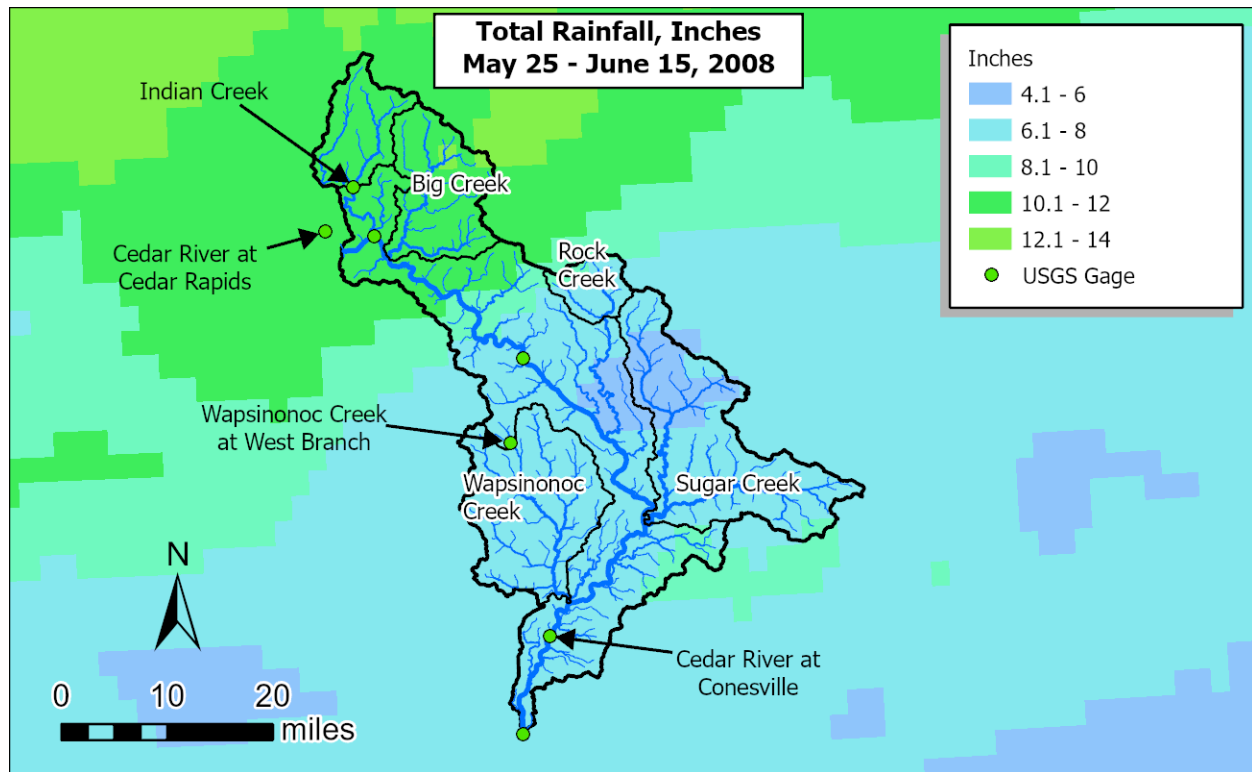 Total Rainfall, Inches
May 25 - June 15, 2008
Inches
4.1 - 6
6.1 - 8
8.1 - 10
10.1 - 12
12.1 - 14
USGS Gage
Indian Creek
Big Creek
Cedar River at
Cedar Rapids
Rock
Creek
Wapsinonoc Creek
at West Branch
Wapsinonoc
Creek
Sugar Creek
N
Cedar River at
Conesville
0 10 20
miles